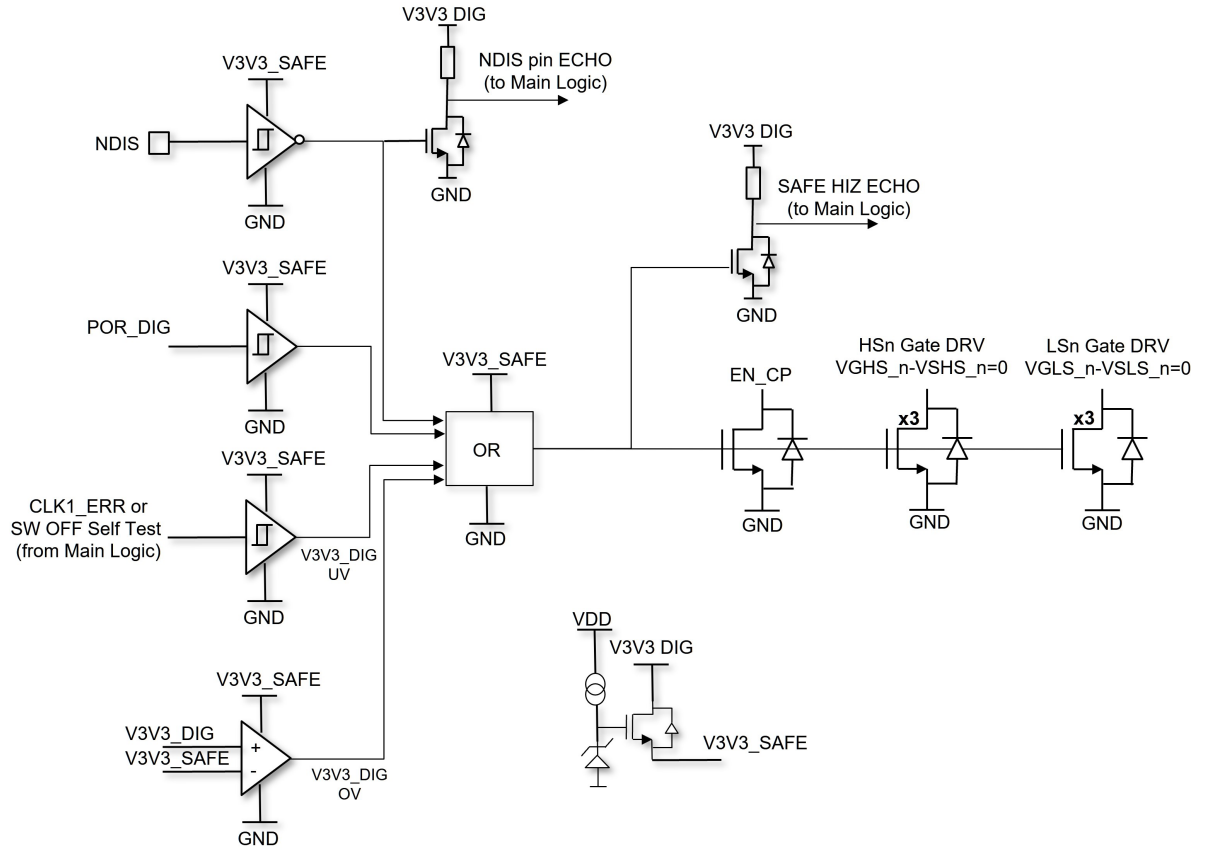 V3V3 DIG
NDIS pin ECHO
(to Main Logic)
V3V3_SAFE
NDIS
GND
GND
V3V3 DIG
SAFE HIZ ECHO
(to Main Logic)
GND
V3V3_SAFE
POR_DIG
GND
V3V3_SAFE
OR
GND
EN_CP
GND
HSn Gate DRV
VGHS_n-VSHS_n=0
x3
GND
LSn Gate DRV
VGLS_n-VSLS_n=0
x3
GND
V3V3_SAFE
CLK1_ERR or
SW OFF Self Test
(from Main Logic)
V3V3_DIG
UV
GND
V3V3_SAFE
V3V3_DIG
V3V3_SAFE
+
-
V3V3_DIG
OV
GND
VDD
V3V3 DIG
V3V3_SAFE